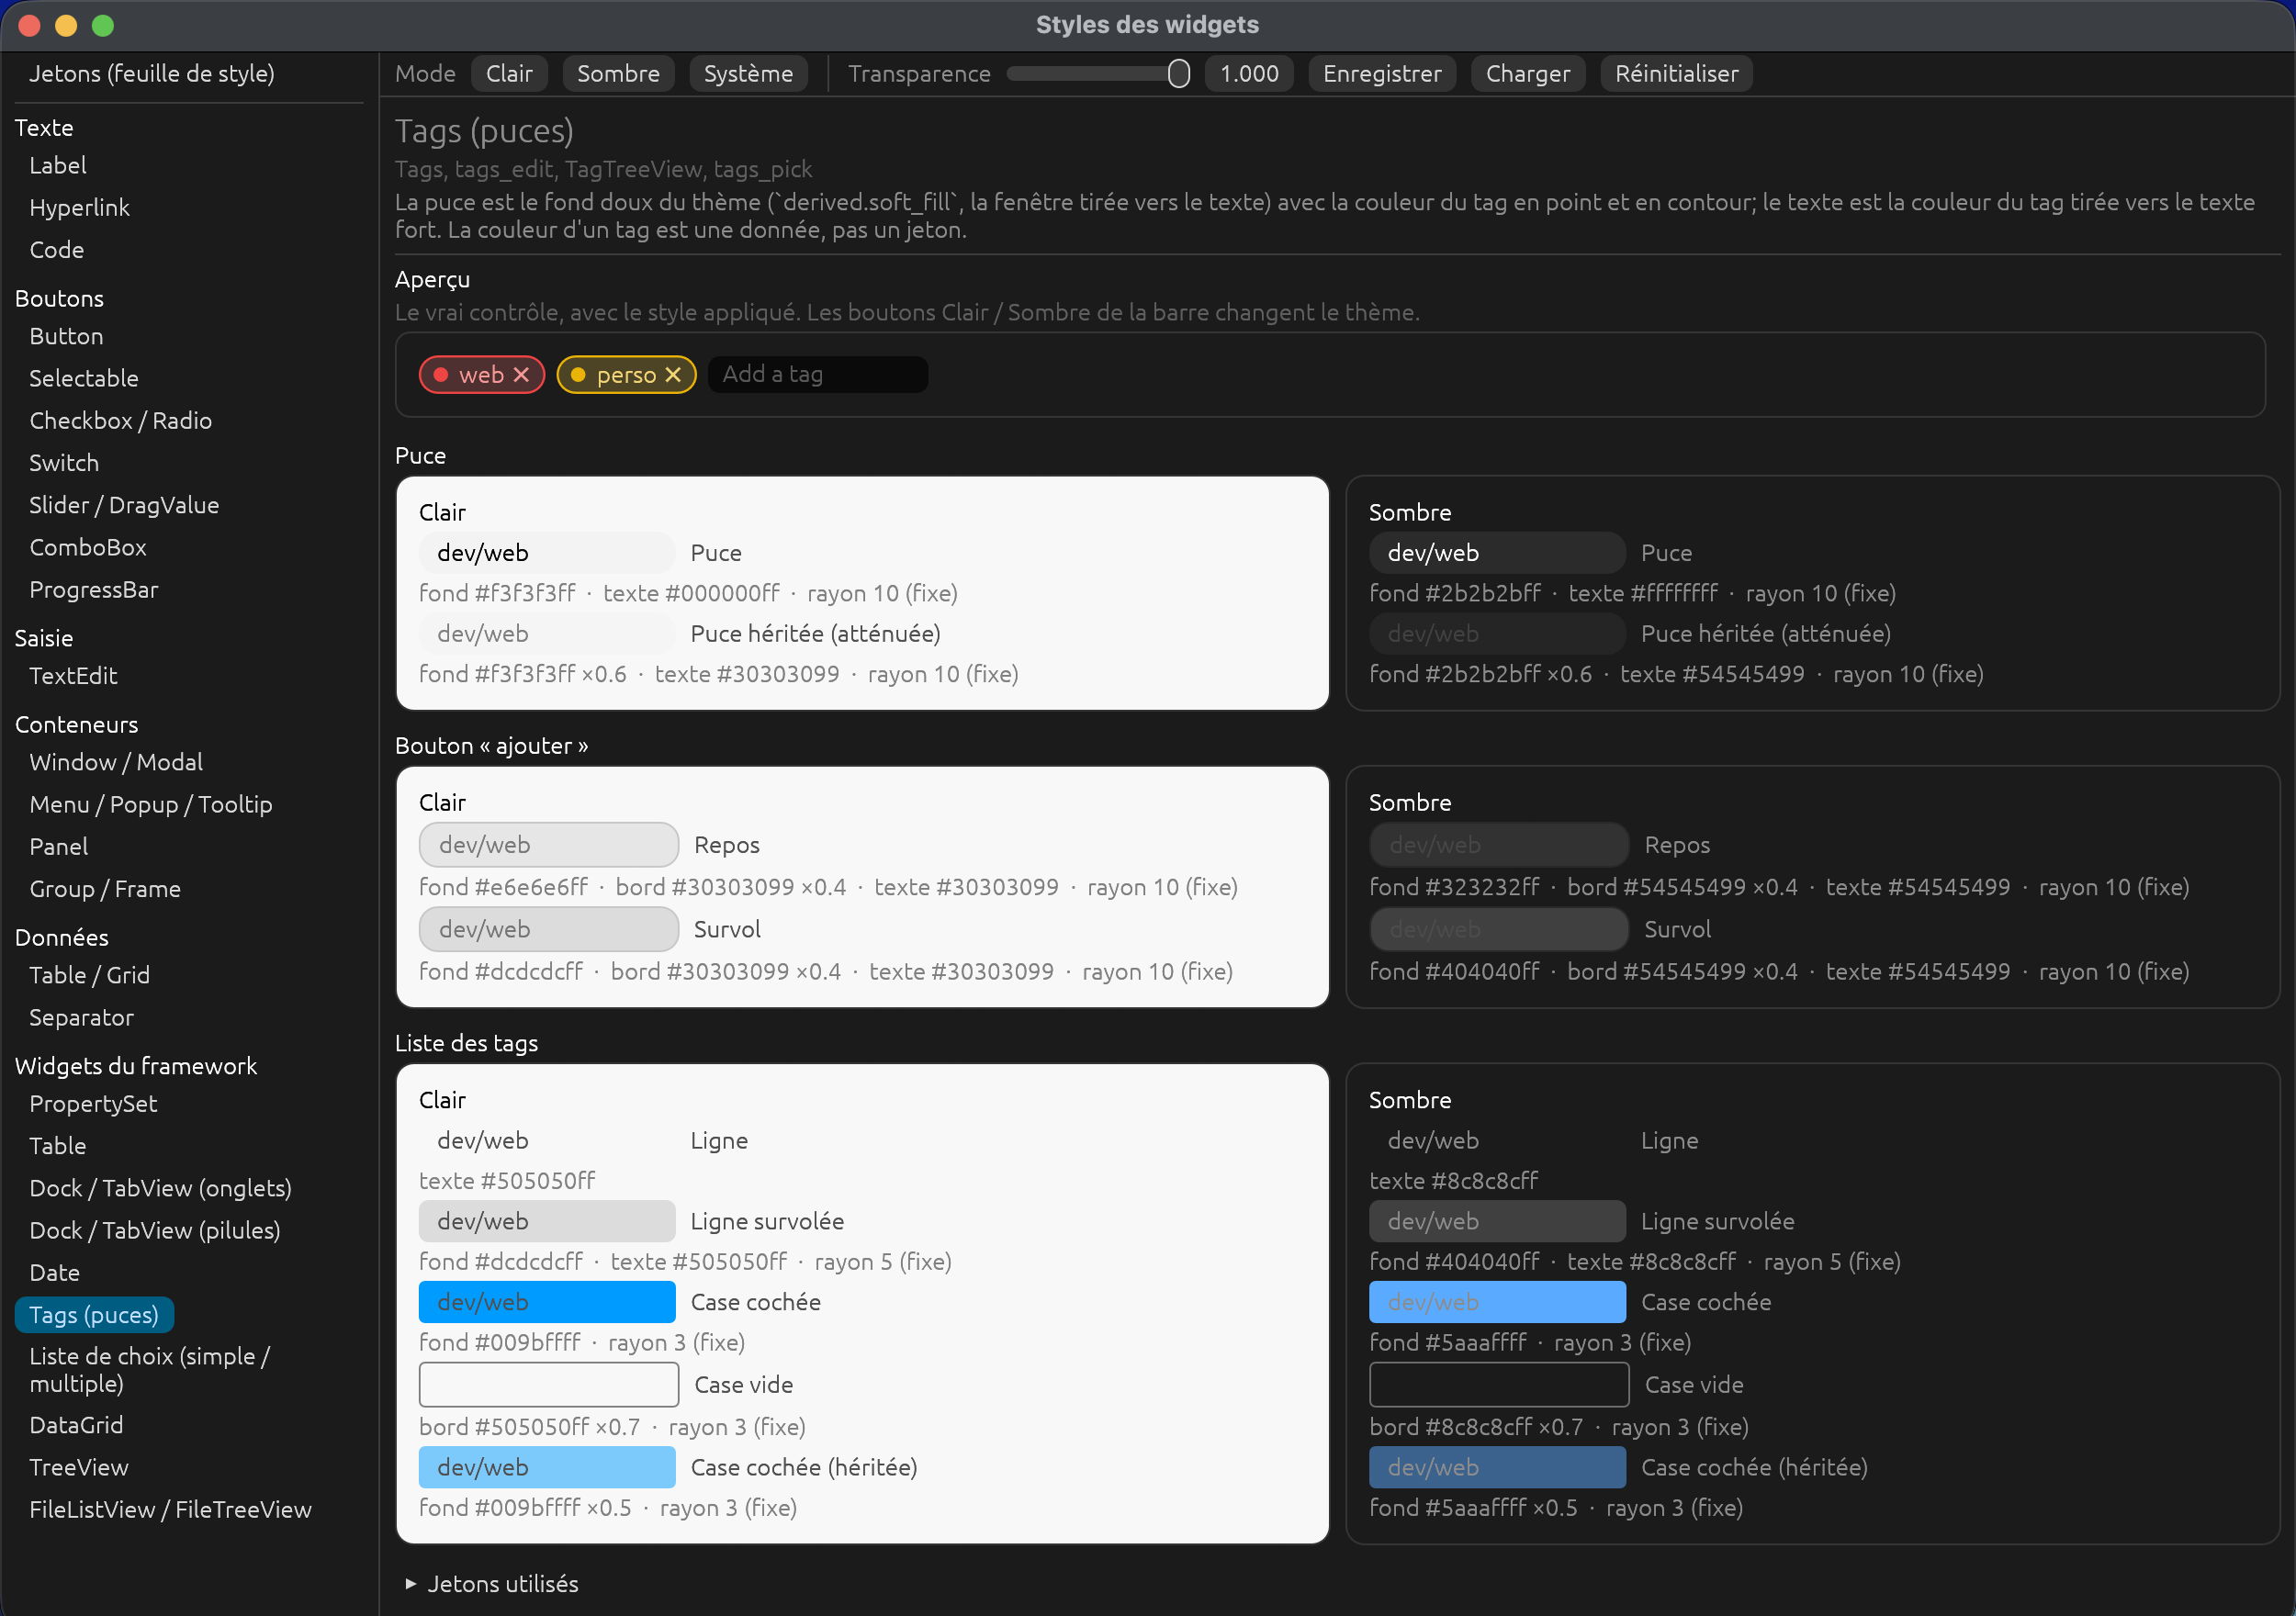 Styles des widgets
Jetons (feuille de style)
Texte
Label
Hyperlink
Code
Boutons
Button
Selectable
Checkbox / Radio
Switch
Slider / DragValue
ComboBox
ProgressBar
Saisie
TextEdit
Conteneurs
Window / Modal
Menu / Popup / Tooltip
Panel
Group / Frame
Données
Table / Grid
Separator
Widgets du framework
PropertySet
Table
Dock / TabView (onglets)
Dock / TabView (pilules)
Date
Tags (puces)
Liste de choix (simple /
multiple)
DataGrid
TreeView
FileListView / FileTreeView
Mode Clair Sombre Système Transparence 1.000 Enregistrer Charger Réinitialiser
Tags (puces)
Tags, tags_edit, TagTreeView, tags_pick
La puce est le fond doux du thème (`derived.soft_fill`, la fenêtre tirée vers le texte) avec la couleur du tag en point et en contour; le texte est la couleur du tag tirée vers le texte
fort. La couleur d'un tag est une donnée, pas un jeton.
Aperçu
Le vrai contrôle, avec le style appliqué. Les boutons Clair / Sombre de la barre changent le thème.
web perso Add a tag
Puce
Clair
dev/web Puce
fond #f3f3f3ff · texte #000000ff · rayon 10 (fixe)
dev/web Puce héritée (atténuée)
fond #f3f3f3ff ×0.6 · texte #30303099 · rayon 10 (fixe)
Sombre
dev/web Puce
fond #2b2b2bff · texte #ffffffff · rayon 10 (fixe)
dev/web Puce héritée (atténuée)
fond #2b2b2bff ×0.6 · texte #54545499 · rayon 10 (fixe)
Bouton « ajouter »
Clair
dev/web Repos
fond #e6e6e6ff · bord #30303099 ×0.4 · texte #30303099 · rayon 10 (fixe)
dev/web Survol
fond #dcdcdcff · bord #30303099 ×0.4 · texte #30303099 · rayon 10 (fixe)
Sombre
dev/web Repos
fond #323232ff · bord #54545499 ×0.4 · texte #54545499 · rayon 10 (fixe)
dev/web Survol
fond #404040ff · bord #54545499 ×0.4 · texte #54545499 · rayon 10 (fixe)
Liste des tags
Clair
dev/web Ligne
texte #505050ff
dev/web Ligne survolée
fond #dcdcdcff · texte #505050ff · rayon 5 (fixe)
dev/web Case cochée
fond #009bffff · rayon 3 (fixe)
Case vide
bord #505050ff ×0.7 · rayon 3 (fixe)
dev/web Case cochée (héritée)
fond #009bffff ×0.5 · rayon 3 (fixe)
Sombre
dev/web Ligne
texte #8c8c8cff
dev/web Ligne survolée
fond #404040ff · texte #8c8c8cff · rayon 5 (fixe)
dev/web Case cochée
fond #5aaaffff · rayon 3 (fixe)
Case vide
bord #8c8c8cff ×0.7 · rayon 3 (fixe)
dev/web Case cochée (héritée)
fond #5aaaffff ×0.5 · rayon 3 (fixe)
Jetons utilisés